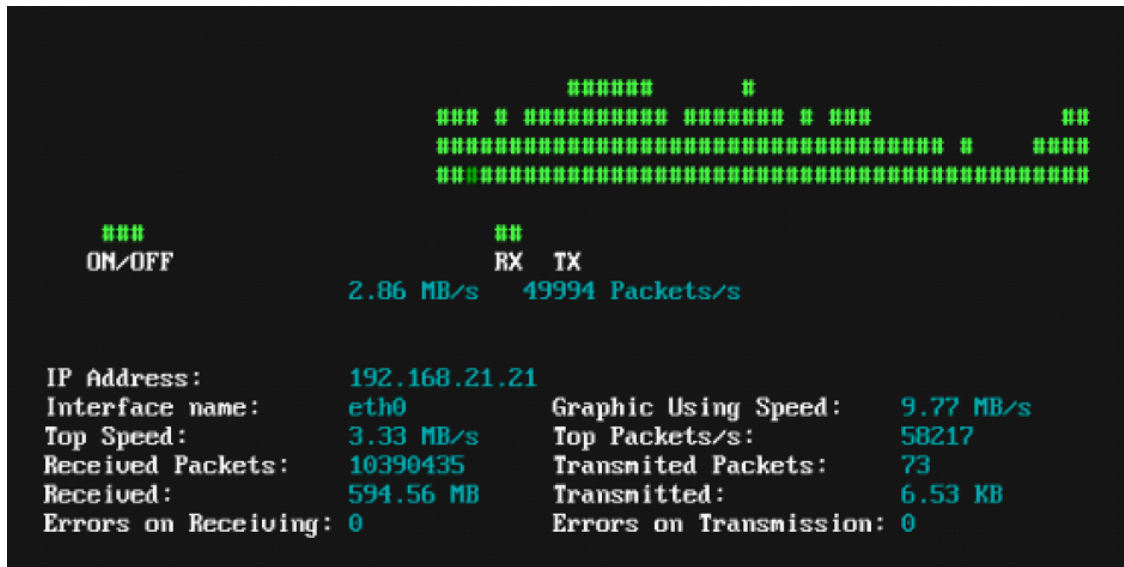 ###### #
### # ########## ####### # ### ##
################################### # ####
#############################################
### ##
ON/OFF RX TX
2.86 MB/s 49994 Packets/s
IP Address: 192.168.21.21
Interface name: eth0 Graphic Using Speed: 9.77 MB/s
Top Speed: 3.33 MB/s Top Packets/s: 58217
Received Packets: 10390435 Transmited Packets: 73
Received: 594.56 MB Transmitted: 6.53 KB
Errors on Receiving: 0 Errors on Transmission: 0